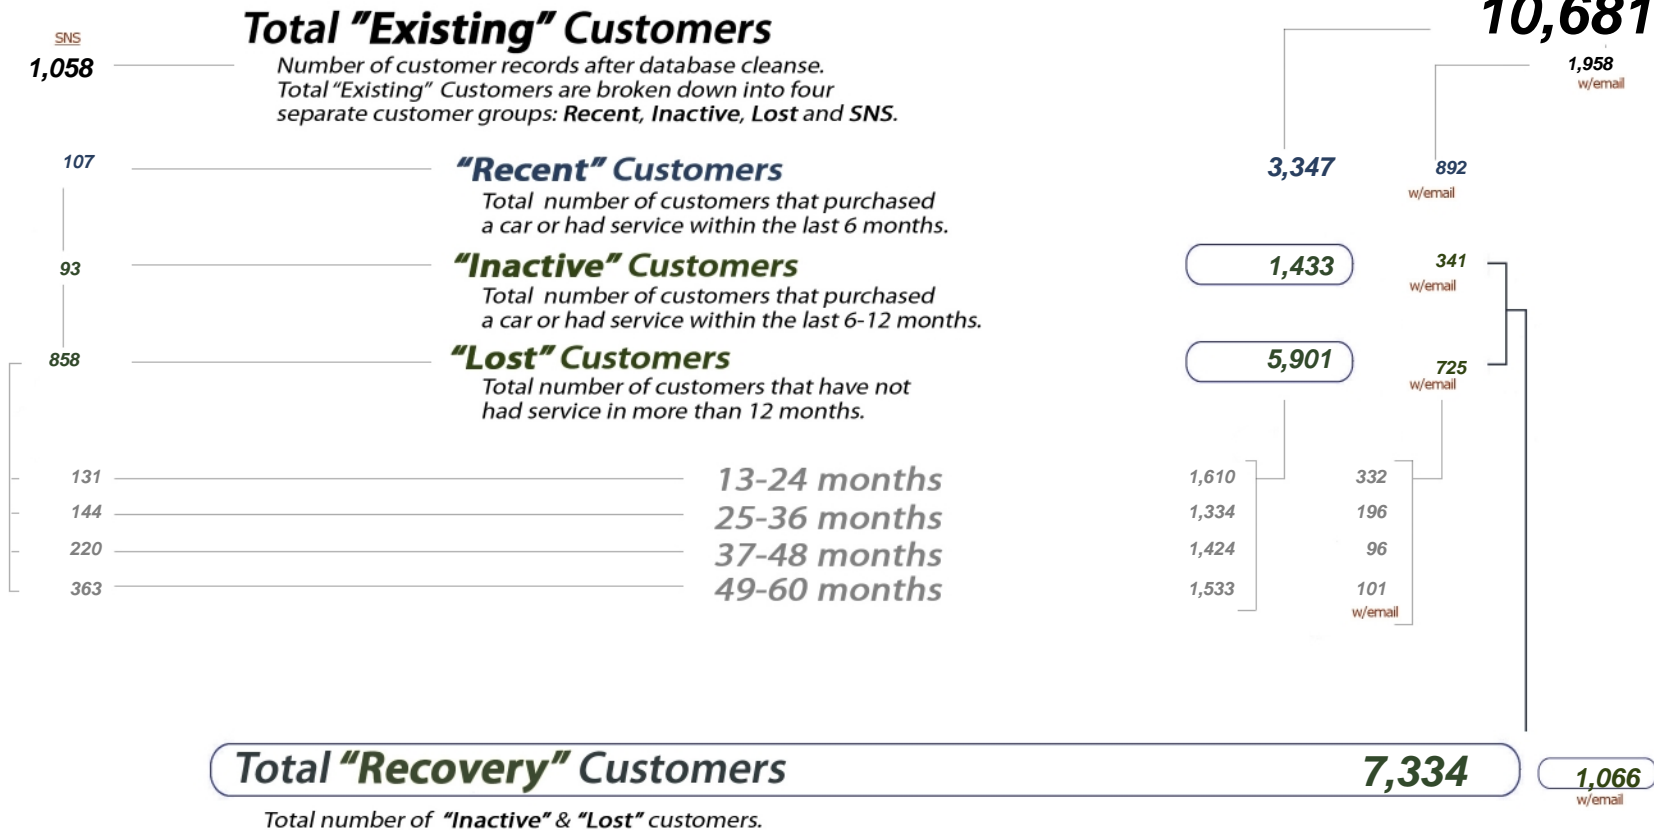 Total "Existing" Customers 10,681
SNS
1,058
1,958
w/email
Number of customer records after database cleanse.
Total "Existing" Customers are broken down into four
separate customer groups: Recent, Inactive, Lost and SNS.
107 "Recent" Customers 3,347 892
w/email
Total number of customers that purchased
a car or had service within the last 6 months.
93 "Inactive" Customers 1,433 341
w/email
Total number of customers that purchased
a car or had service within the last 6-12 months.
858 "Lost" Customers 5,901 725
w/email
Total number of customers that have not
had service in more than 12 months.
131 13-24 months 1,610 332
144 25-36 months 1,334 196
220 37-48 months 1,424 96
363 49-60 months 1,533 101
w/email
Total "Recovery" Customers 7,334 1,066
w/email
Total number of "Inactive" & "Lost" customers.